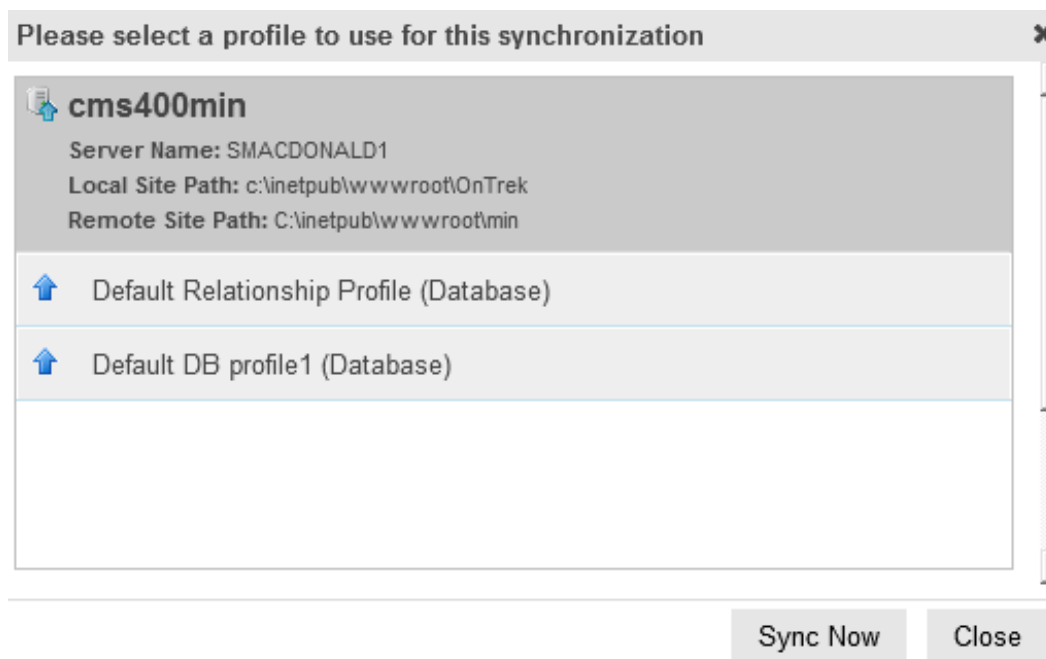 Please select a profile to use for this synchronization
cms400min
Server Name: SMACDONALD1
Local Site Path: c:\inetpub\wwwroot\OnTrek
Remote Site Path: C:\inetpub\wwwroot\min
Default Relationship Profile (Database)
Default DB profile1 (Database)
Sync Now Close